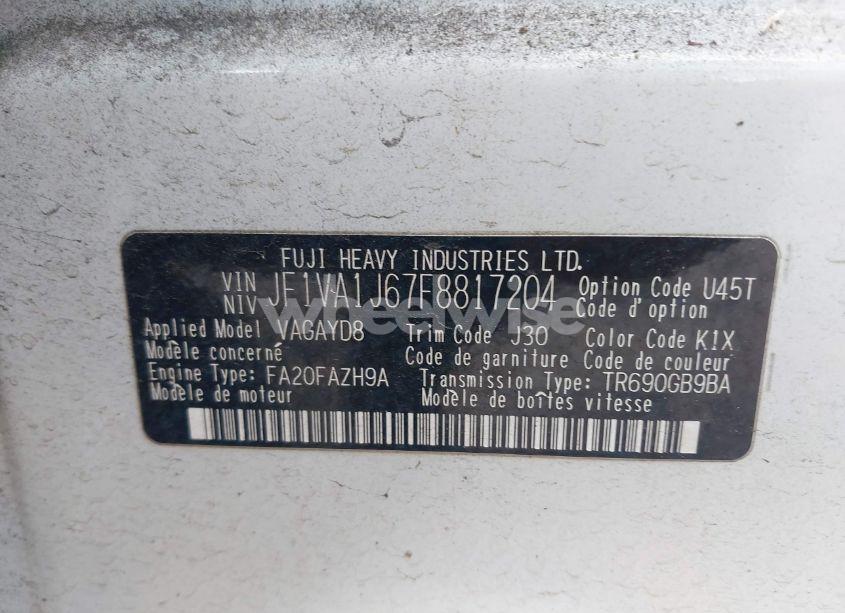 FUJI HEAVY INDUSTRIES LTD.
VIN NIV JF1VA1J67F8817204 Option Code U45T
Code d'option
Applied Model VAGAYD8 Trim Code J30 Color Code K1X
Modèle concerné Code de garniture Code de couleur
Engine Type: FA20FAZH9A Transmission Type: TR690GB9BA
Modèle de moteur Modèle de boîtes vitesse
wheelwise